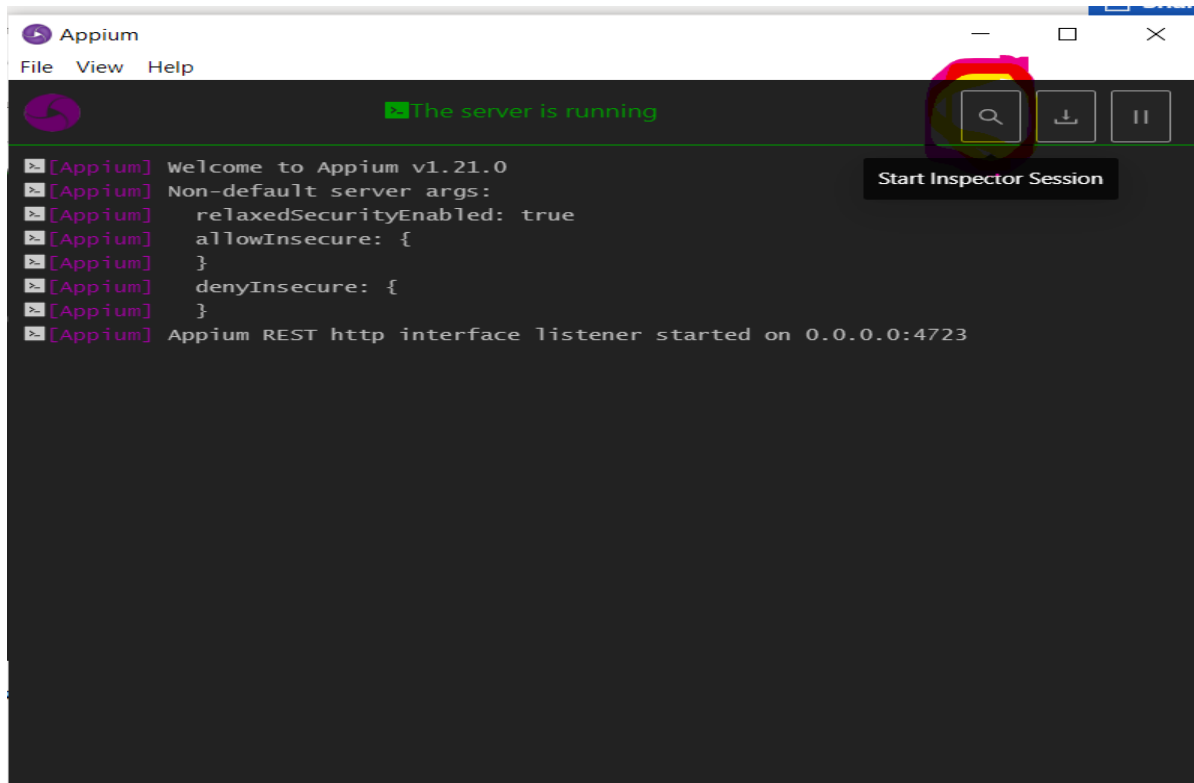 Appium
File View Help
The server is running
[Appium] Welcome to Appium v1.21.0
[Appium] Non-default server args:
[Appium]   relaxedSecurityEnabled: true
[Appium]   allowInsecure: {
[Appium]   }
[Appium]   denyInsecure: {
[Appium]   }
[Appium] Appium REST http interface listener started on 0.0.0.0:4723
Start Inspector Session